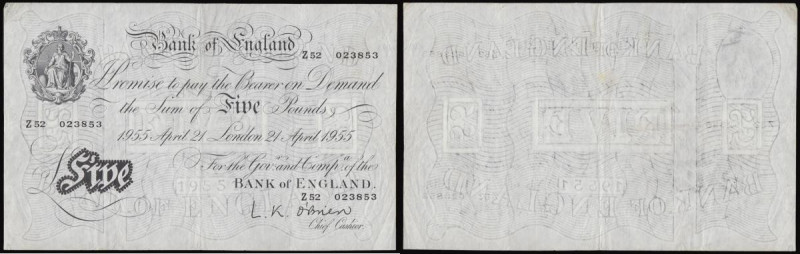 Bank of England
Z52 023853
Promise to pay the Bearer on Demand
the Sum of Five Pounds
Z52 023853
1955 April 21 London 21 April 1955
For the Govr. and Compa. of the
Five
BANK OF ENGLAND.
Z52 023853
L. K. O'Brien
Chief Cashier.